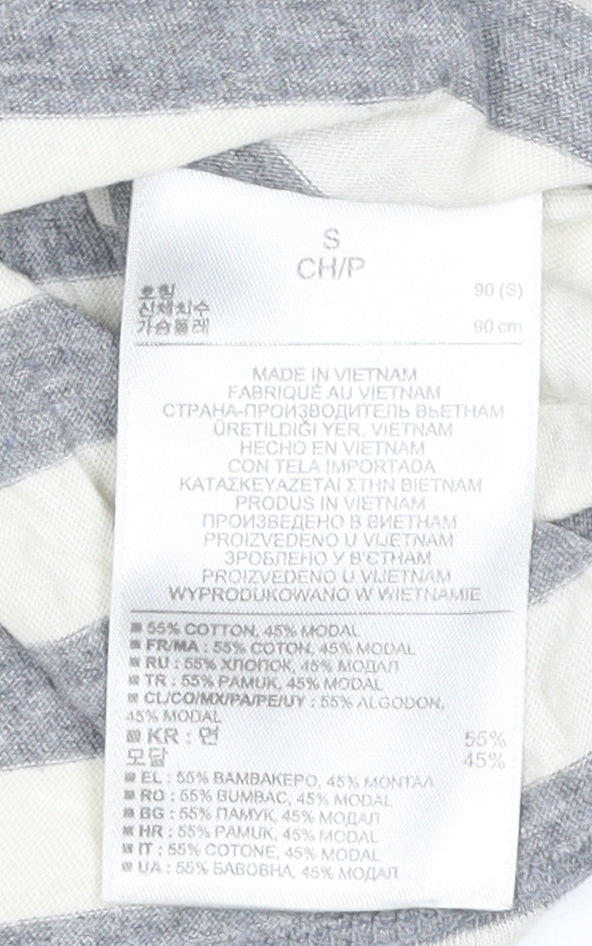 S
CH/P
호칭 90 (S)
신체치수
가슴둘레 90 cm
MADE IN VIETNAM
FABRIQUÉ AU VIETNAM
СТРАНА-ПРОИЗВОДИТЕЛЬ ВЬЕТНАМ
ÜRETILDIĞI YER. VIETNAM
HECHO EN VIETNAM
CON TELA IMPORTADA
ΚΑΤΑΣΚΕΥΑΖΕΤΑΙ ΣΤΗΝ ΒΙΕΤΝΑΜ
PRODUS IN VIETNAM
ПРОИЗВЕДЕНО В ВИЕТНАМ
PROIZVEDENO U VIJETNAM
ЗРОБЛЕНО У В'ЄТНАМ
PROIZVEDENO U VIJETNAM
WYPRODUKOWANO W WIETNAMIE
55% COTTON, 45% MODAL
FR/MA : 55% COTON, 45% MODAL
RU : 55% ХЛОПОК, 45% МОДАЛ
TR : 55% PAMUK, 45% MODAL
CL/CO/MX/PA/PE/UY : 55% ALGODON,
45% MODAL
KR : 면 55%
모달 45%
EL : 55% ΒΑΜΒΑΚΕΡΟ, 45% ΜΟΝΤΑΛ
RO : 55% BUMBAC, 45% MODAL
BG : 55% ПАМУК, 45% МОДАЛ
HR : 55% PAMUK, 45% MODAL
IT : 55% COTONE, 45% MODAL
UA : 55% БАВОВНА, 45% МОДАЛ